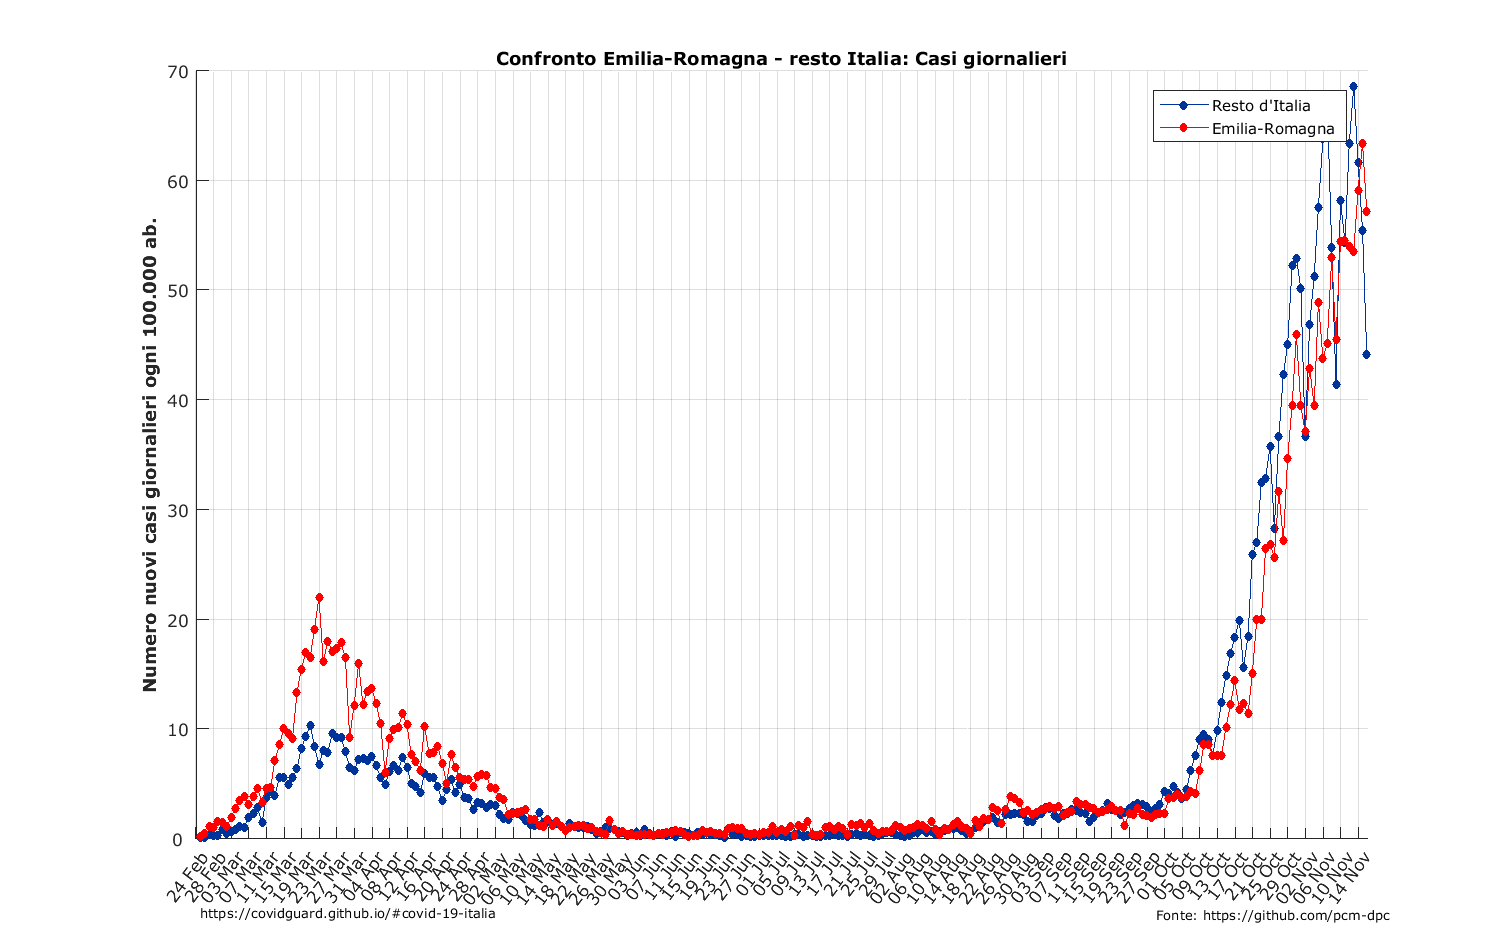 Confronto Emilia-Romagna - resto Italia: Casi giornalieri
Resto d'Italia
Emilia-Romagna
Numero nuovi casi giornalieri ogni 100.000 ab.
70
60
50
40
30
20
10
0
24 Feb
28 Feb
03 Mar
07 Mar
11 Mar
15 Mar
19 Mar
23 Mar
27 Mar
31 Mar
04 Apr
08 Apr
12 Apr
16 Apr
20 Apr
24 Apr
28 Apr
02 May
06 May
10 May
14 May
18 May
22 May
26 May
30 May
03 Jun
07 Jun
11 Jun
15 Jun
19 Jun
23 Jun
27 Jun
01 Jul
05 Jul
09 Jul
13 Jul
17 Jul
21 Jul
25 Jul
29 Jul
02 Aug
06 Aug
10 Aug
14 Aug
18 Aug
22 Aug
26 Aug
30 Aug
03 Sep
07 Sep
11 Sep
15 Sep
19 Sep
23 Sep
27 Sep
01 Oct
05 Oct
09 Oct
13 Oct
17 Oct
21 Oct
25 Oct
29 Oct
02 Nov
06 Nov
10 Nov
14 Nov
https://covidguard.github.io/#covid-19-italia
Fonte: https://github.com/pcm-dpc